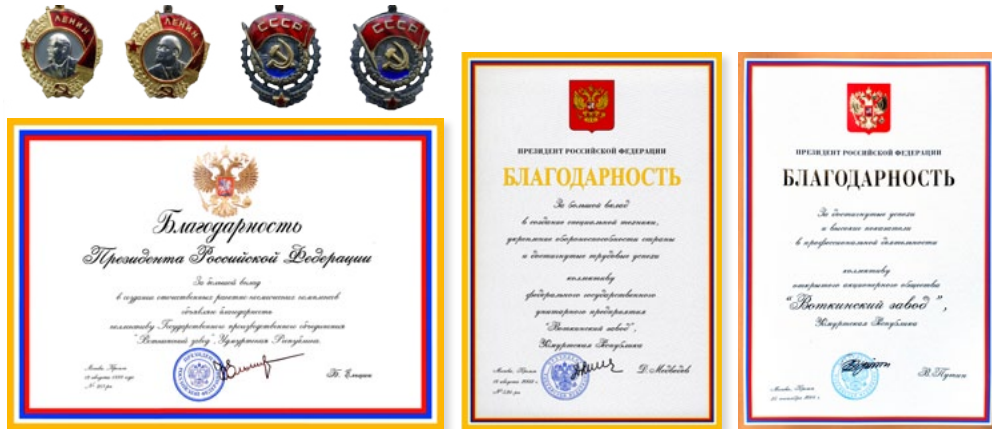 ЛЕНИН
ЛЕНИН
СССР
СССР
Благодарность
Президента Российской Федерации
За большой вклад
в создании отечественных ракетно-космических комплексов
объявлена благодарность
коллективу Государственного производственного объединения
"Воткинский завод", Удмуртская Республика.
Москва, Кремль
Б. Ельцин
ПРЕЗИДЕНТ РОССИЙСКОЙ ФЕДЕРАЦИИ
БЛАГОДАРНОСТЬ
За большой вклад
в создание специальной техники,
укрепление обороноспособности страны
и достигнутые трудовые успехи
коллективу
федерального государственного
унитарного предприятия
"Воткинский завод",
Удмуртская Республика
Москва, Кремль
Д. Медведев
ПРЕЗИДЕНТ РОССИЙСКОЙ ФЕДЕРАЦИИ
БЛАГОДАРНОСТЬ
За достигнутые успехи
и высокие показатели
в профессиональной деятельности
коллективу
открытого акционерного общества
"Воткинский завод",
Удмуртская Республика
Москва, Кремль
В. Путин